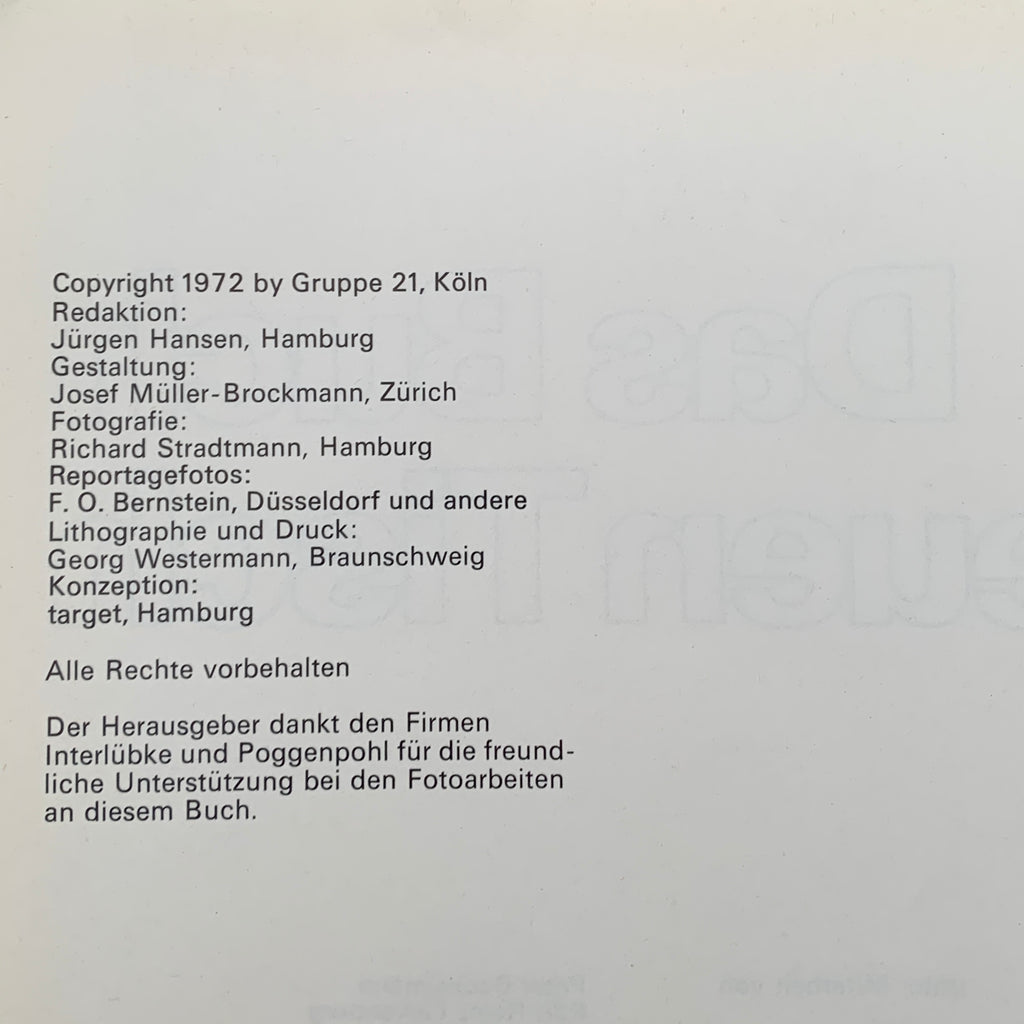 Copyright 1972 by Gruppe 21, Köln
Redaktion:
Jürgen Hansen, Hamburg
Gestaltung:
Josef Müller-Brockmann, Zürich
Fotografie:
Richard Stradtmann, Hamburg
Reportagefotos:
F. O. Bernstein, Düsseldorf und andere
Lithographie und Druck:
Georg Westermann, Braunschweig
Konzeption:
target, Hamburg
Alle Rechte vorbehalten
Der Herausgeber dankt den Firmen
Interlübke und Poggenpohl für die freund-
liche Unterstützung bei den Fotoarbeiten
an diesem Buch.